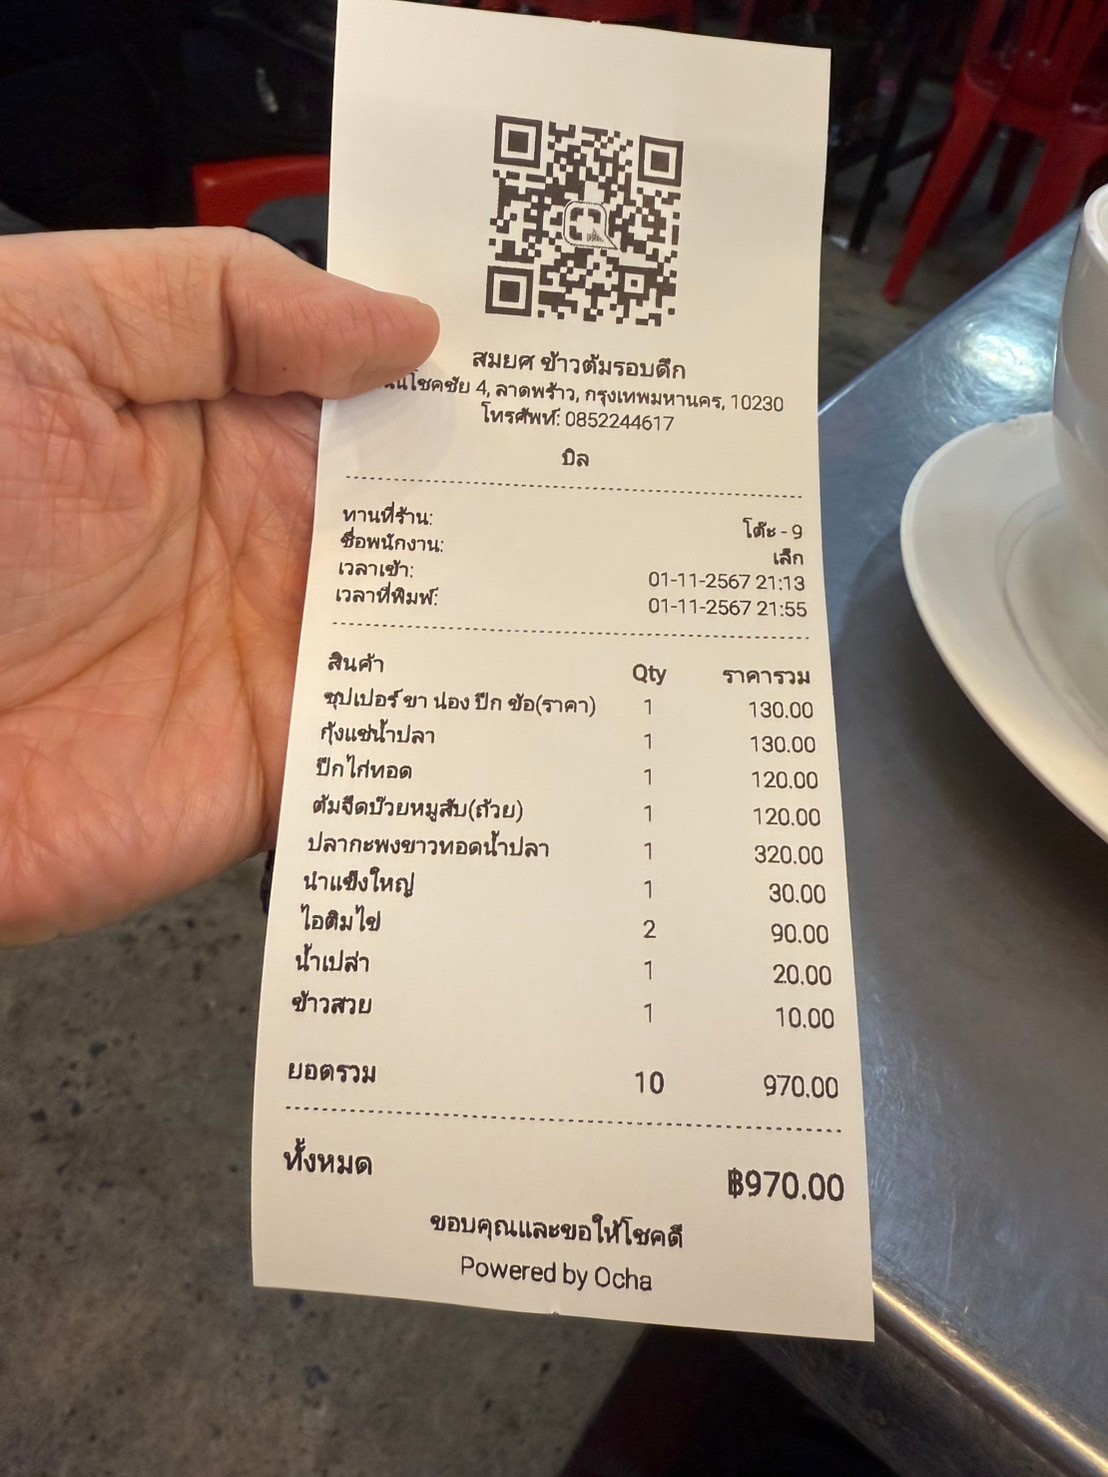 สมยศ ข้าวต้มรอบดึก
โชคชัย 4, ลาดพร้าว, กรุงเทพมหานคร, 10230
โทรศัพท์: 0852244617
บิล
ทานที่ร้าน: โต๊ะ - 9
ชื่อพนักงาน: เล็ก
เวลาเข้า: 01-11-2567 21:13
เวลาที่พิมพ์: 01-11-2567 21:55
สินค้า Qty ราคารวม
ซุปเปอร์ ขา น่อง ปีก ข้อ(ราคา) 1 130.00
กุ้งแช่น้ำปลา 1 130.00
ปีกไก่ทอด 1 120.00
ต้มจืดบ๊วยหมูสับ(ถ้วย) 1 120.00
ปลากะพงขาวทอดน้ำปลา 1 320.00
น้ำแข็งใหญ่ 1 30.00
ไอติมไข่ 2 90.00
น้ำเปล่า 1 20.00
ข้าวสวย 1 10.00
ยอดรวม 10 970.00
ทั้งหมด ฿970.00
ขอบคุณและขอให้โชคดี
Powered by Ocha